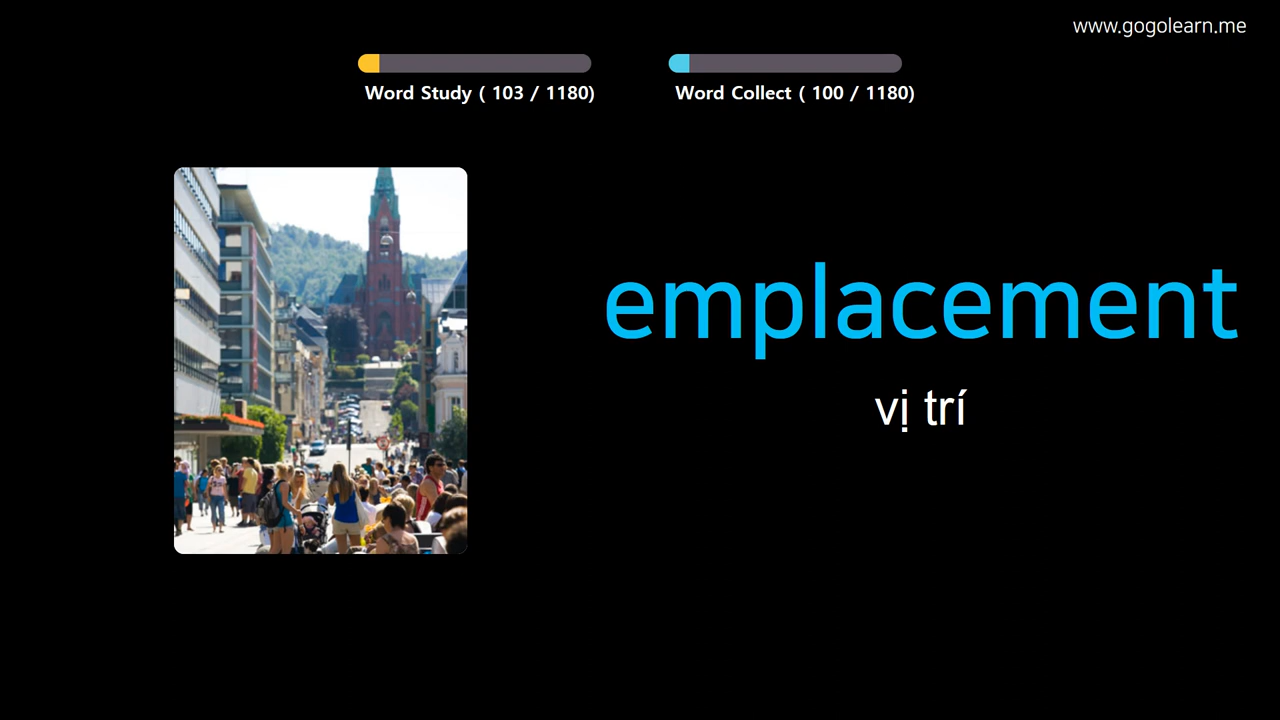 www.gogolearn.me
Word Study ( 103 / 1180)
Word Collect ( 100 / 1180)
emplacement
vị trí